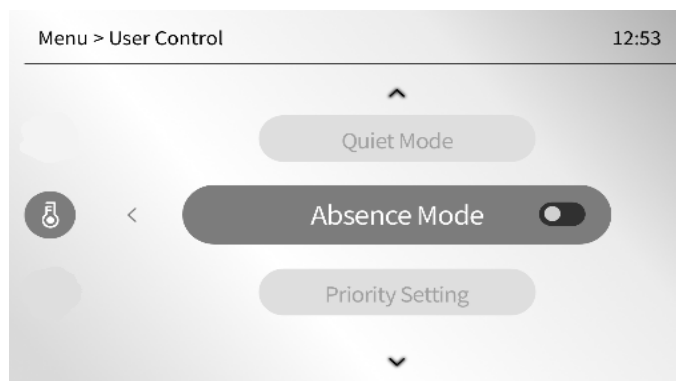 Menu > User Control 12:53
Quiet Mode
Absence Mode
Priority Setting